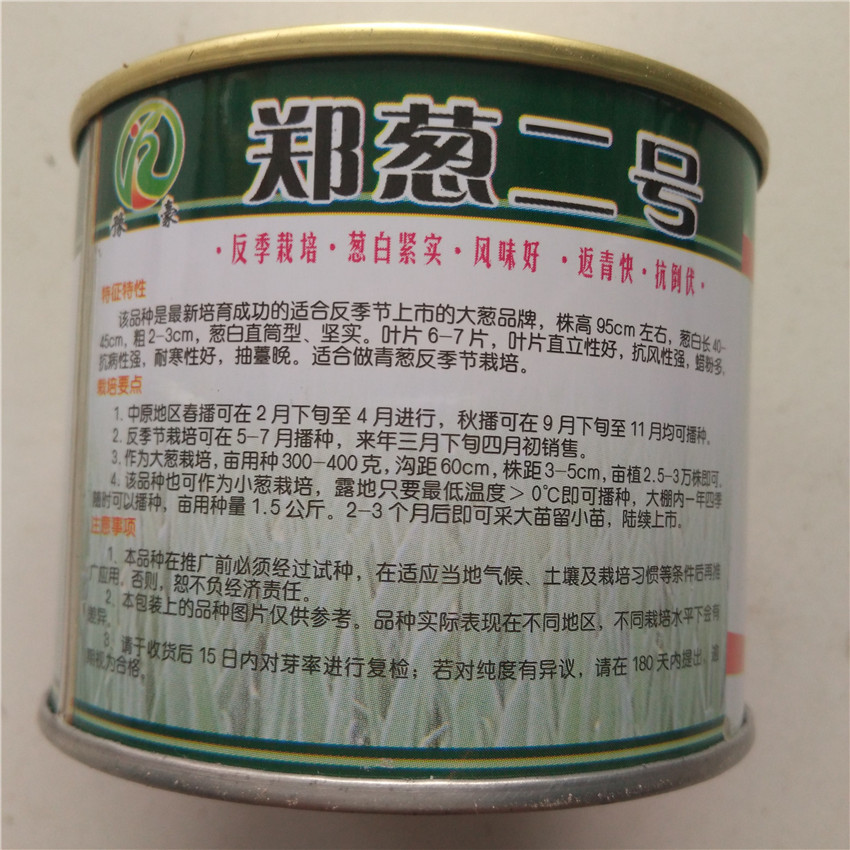 郑葱二号
豫豪
·反季栽培·葱白紧实·风味好·返青快·抗倒伏·
特征特性
该品种是最新培育成功的适合反季节上市的大葱品牌，株高95cm左右，葱白长40-
45cm，粗2-3cm，葱白直筒型、坚实。叶片6-7片，叶片直立性好，抗风性强，蜡粉多，
抗病性强，耐寒性好，抽薹晚。适合做青葱反季节栽培。
栽培要点
1. 中原地区春播可在2月下旬至4月进行，秋播可在9月下旬至11月均可播种。
2. 反季节栽培可在5-7月播种，来年三月下旬四月初销售。
3. 作为大葱栽培，亩用种300-400克，沟距60cm，株距3-5cm，亩植2.5-3万株即可。
4. 该品种也可作为小葱栽培，露地只要最低温度＞0℃即可播种，大棚内一年四季
随时可以播种，亩用种量1.5公斤。2-3个月后即可采大苗留小苗，陆续上市。
注意事项
1. 本品种在推广前必须经过试种，在适应当地气候、土壤及栽培习惯等条件后再推
广应用。否则，恕不负经济责任。
2. 本包装上的品种图片仅供参考。品种实际表现在不同地区，不同栽培水平下会有
差异。
3. 请于收货后15日内对芽率进行复检；若对纯度有异议，请在180天内提出。逾
期视为合格。